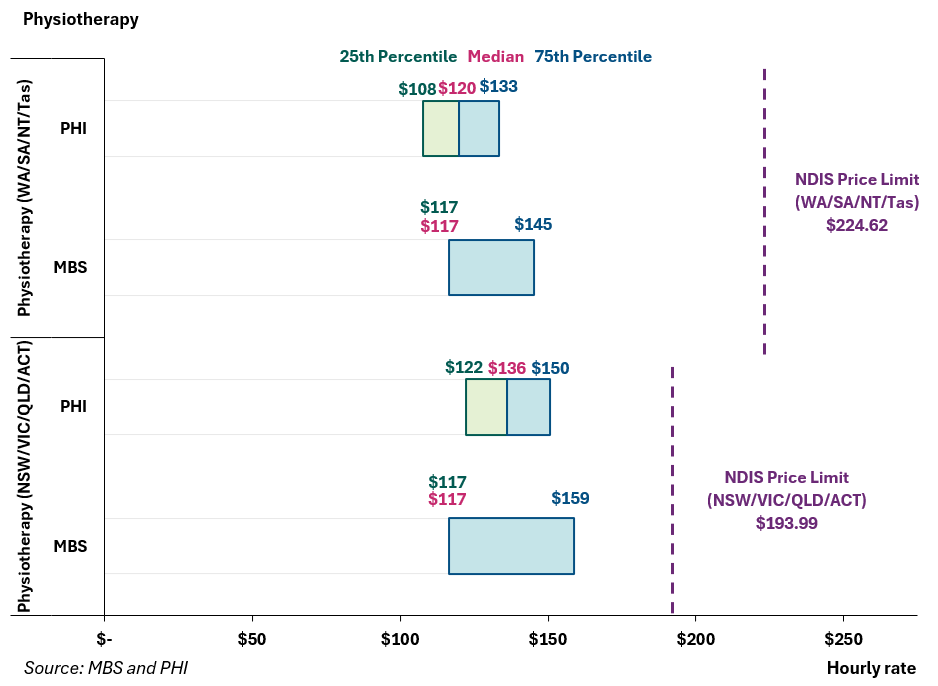 Physiotherapy
25th Percentile Median 75th Percentile
Physiotherapy (WA/SA/NT/Tas)
PHI
$108 $120 $133
NDIS Price Limit
(WA/SA/NT/Tas)
$224.62
MBS
$117
$117
$145
Physiotherapy (NSW/VIC/QLD/ACT)
PHI
$122 $136 $150
MBS
$117
$117
$159
NDIS Price Limit
(NSW/VIC/QLD/ACT)
$193.99
$- $50 $100 $150 $200 $250
Source: MBS and PHI
Hourly rate